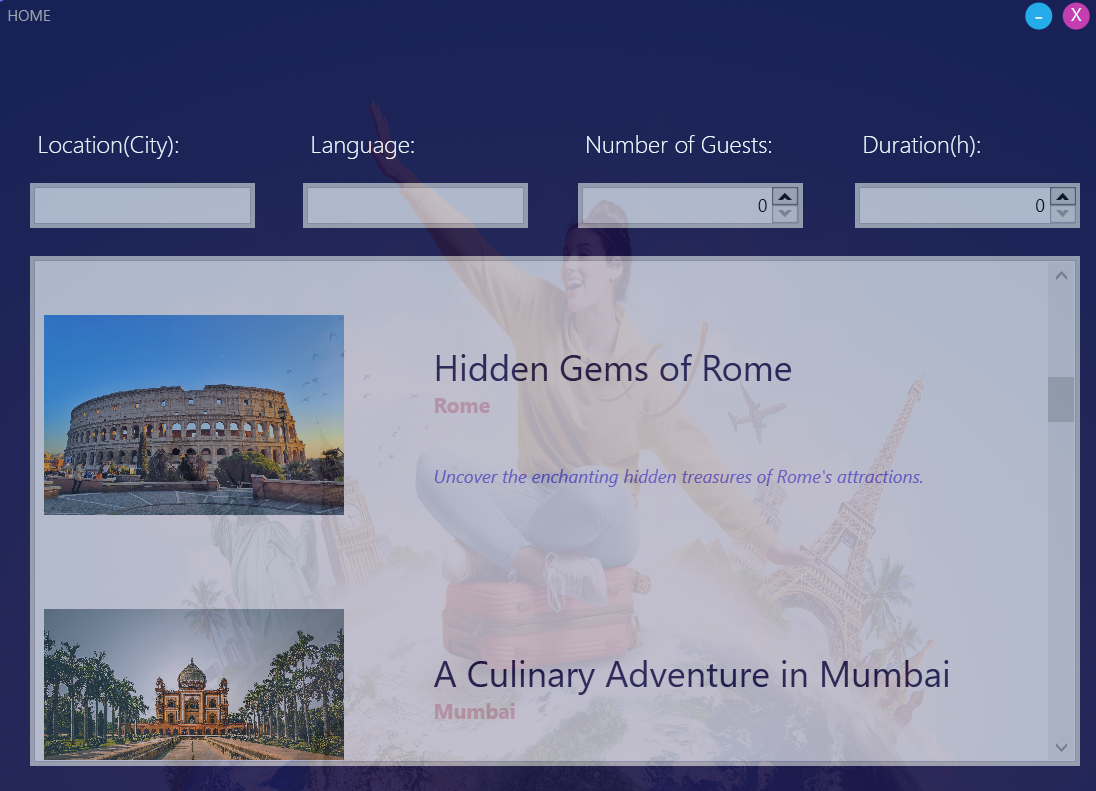 HOME
–
X
Location(City):
Language:
Number of Guests:
Duration(h):
0
0
Hidden Gems of Rome
Rome
Uncover the enchanting hidden treasures of Rome's attractions.
A Culinary Adventure in Mumbai
Mumbai